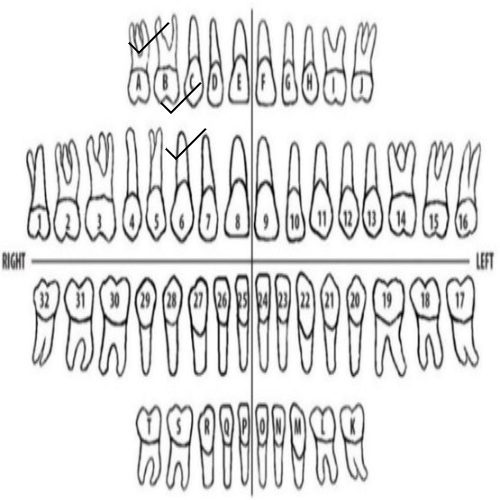 A B C D E F G H I J
1 2 3 4 5 6 7 8 9 10 11 12 13 14 15 16
RIGHT LEFT
32 31 30 29 28 27 26 25 24 23 22 21 20 19 18 17
T S R Q P O N M L K